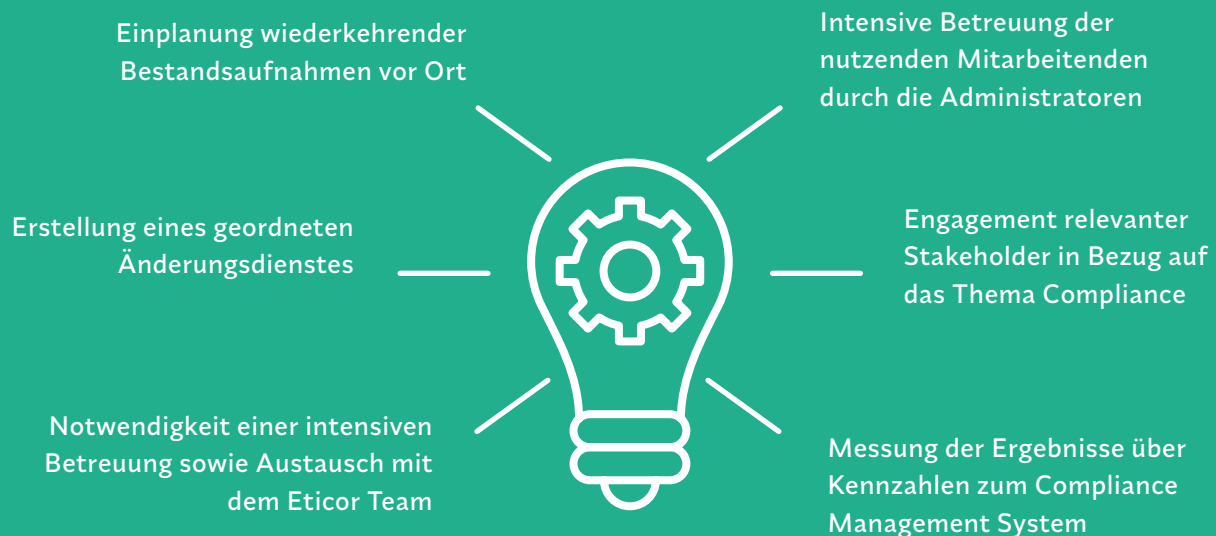 Einplanung wiederkehrender
Bestandsaufnahmen vor Ort
Intensive Betreuung der
nutzenden Mitarbeitenden
durch die Administratoren
Erstellung eines geordneten
Änderungsdienstes
Engagement relevanter
Stakeholder in Bezug auf
das Thema Compliance
Notwendigkeit einer intensiven
Betreuung sowie Austausch mit
dem Eticor Team
Messung der Ergebnisse über
Kennzahlen zum Compliance
Management System